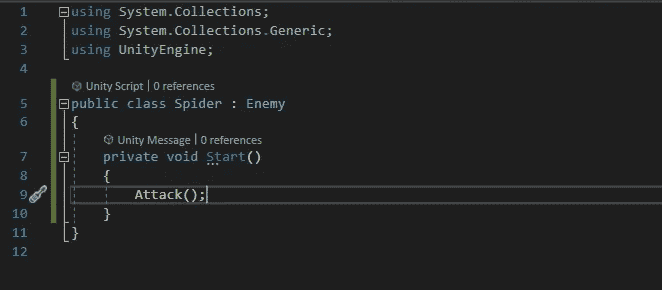 1 using System.Collections;
2 using System.Collections.Generic;
3 using UnityEngine;
4
Unity Script | 0 references
5 public class Spider : Enemy
6 {
Unity Message | 0 references
7 private void Start()
8 {
9 Attack();
10 }
11 }
12